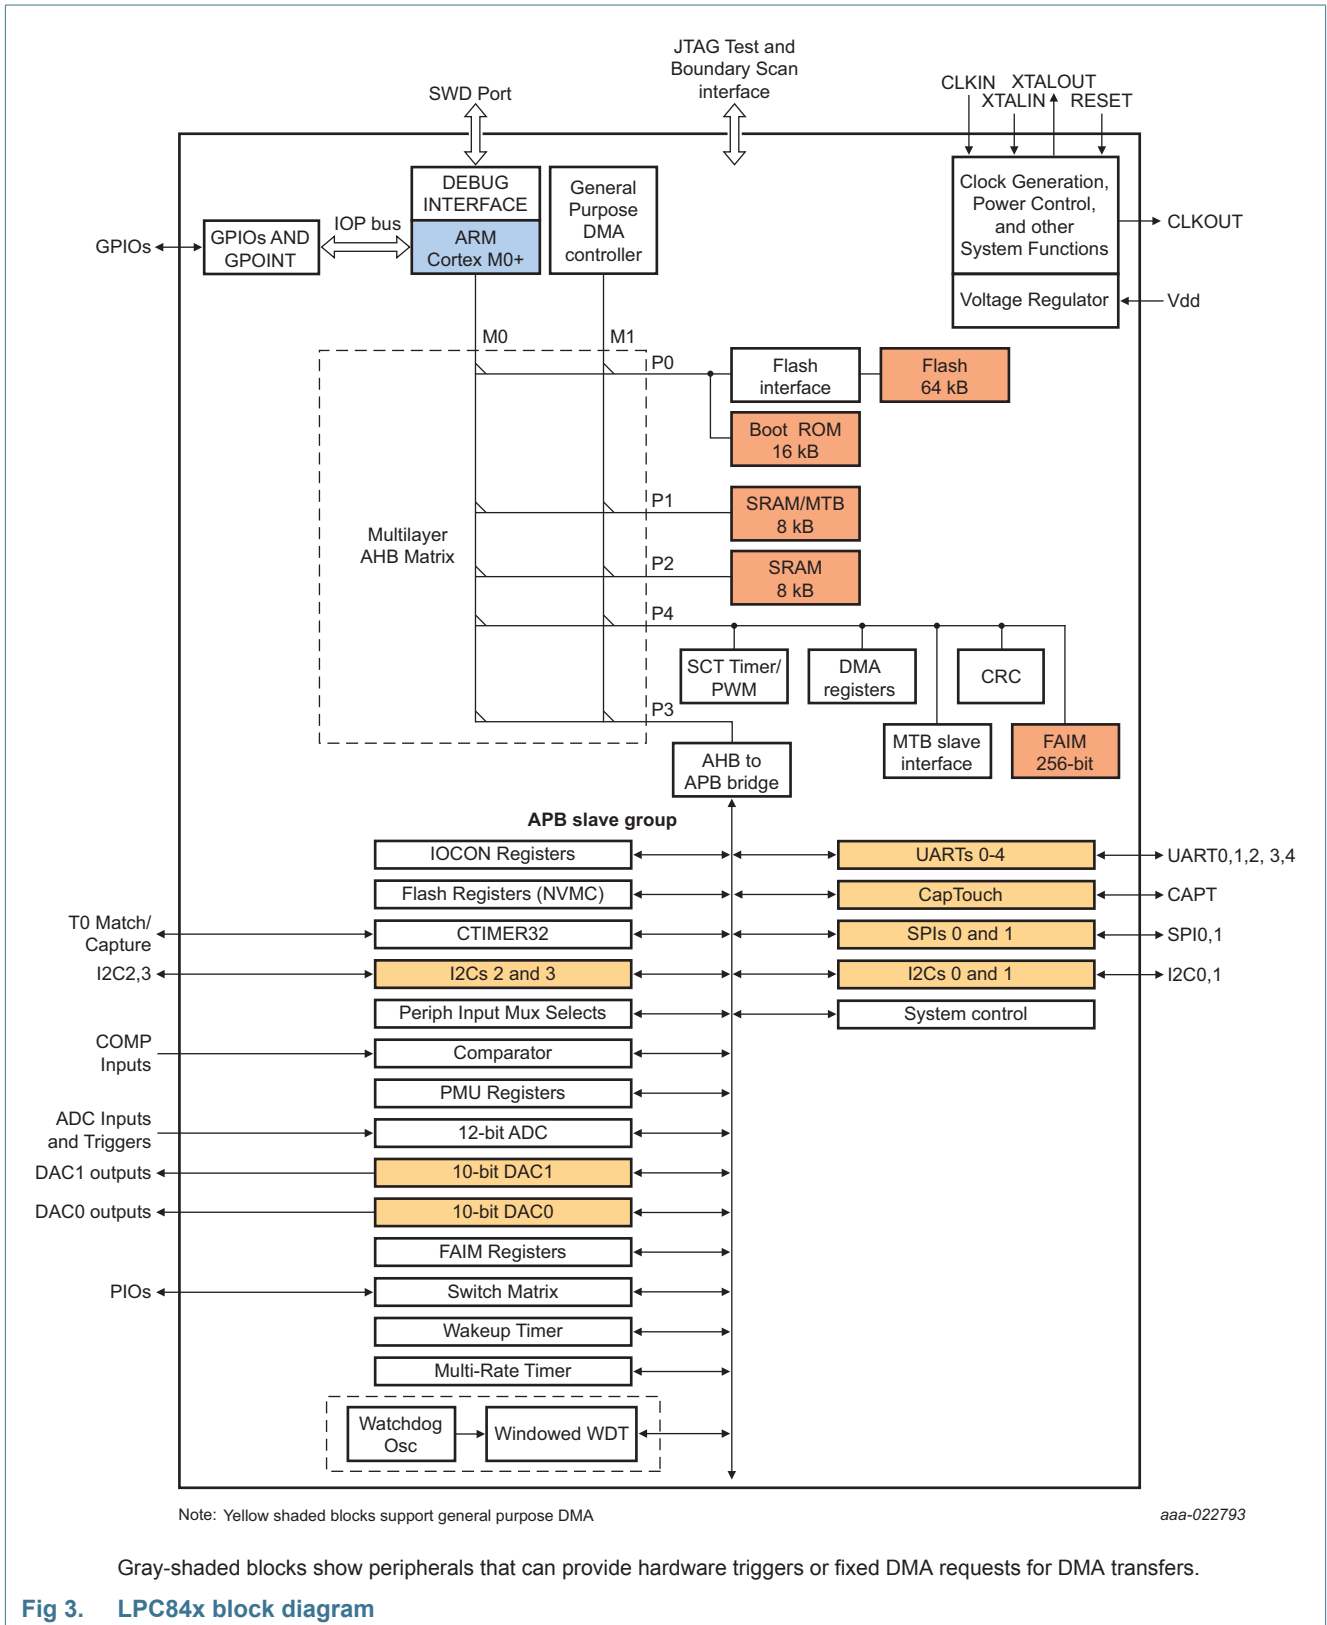 JTAG Test and
Boundary Scan
interface
SWD Port
CLKIN
XTALOUT
XTALIN
RESET
DEBUG
INTERFACE
General
Purpose
DMA
controller
Clock Generation,
Power Control,
and other
System Functions
CLKOUT
GPIOs
GPIOs AND
GPOINT
IOP bus
ARM
Cortex M0+
Voltage Regulator
Vdd
M0
M1
P0
Flash
interface
Flash
64 kB
Boot ROM
16 kB
P1
SRAM/MTB
8 kB
Multilayer
AHB Matrix
P2
SRAM
8 kB
P4
SCT Timer/
PWM
DMA
registers
CRC
P3
MTB slave
interface
FAIM
256-bit
AHB to
APB bridge
APB slave group
IOCON Registers
UARTs 0-4
UART0,1,2, 3,4
Flash Registers (NVMC)
CapTouch
CAPT
T0 Match/
Capture
CTIMER32
SPIs 0 and 1
SPI0,1
I2C2,3
I2Cs 2 and 3
I2Cs 0 and 1
I2C0,1
Periph Input Mux Selects
System control
COMP
Inputs
Comparator
PMU Registers
ADC Inputs
and Triggers
12-bit ADC
DAC1 outputs
10-bit DAC1
DAC0 outputs
10-bit DAC0
FAIM Registers
PIOs
Switch Matrix
Wakeup Timer
Multi-Rate Timer
Watchdog
Osc
Windowed WDT
Note: Yellow shaded blocks support general purpose DMA
aaa-022793
Gray-shaded blocks show peripherals that can provide hardware triggers or fixed DMA requests for DMA transfers.
Fig 3. LPC84x block diagram